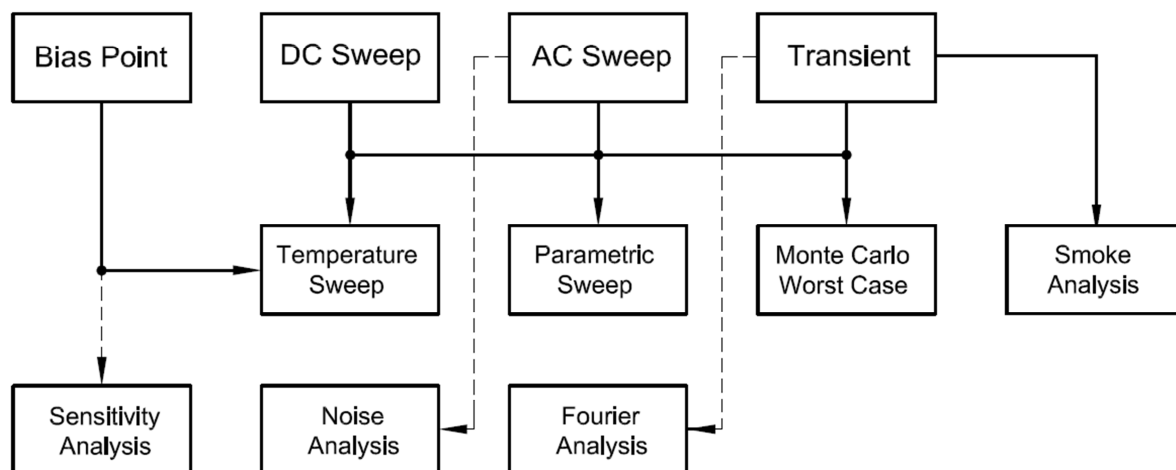 Bias Point
DC Sweep
AC Sweep
Transient
Temperature
Sweep
Parametric
Sweep
Monte Carlo
Worst Case
Smoke
Analysis
Sensitivity
Analysis
Noise
Analysis
Fourier
Analysis